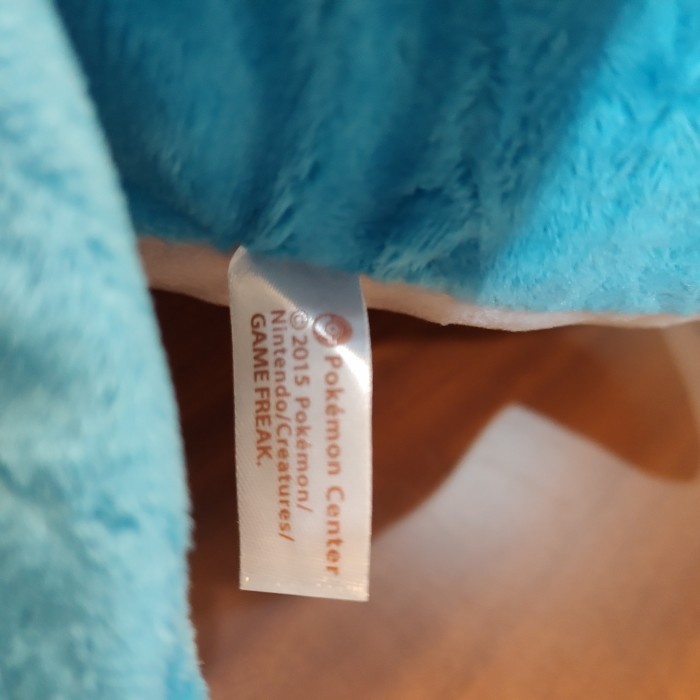 Pokémon Center
© 2015 Pokémon/
Nintendo/Creatures/
GAME FREAK.